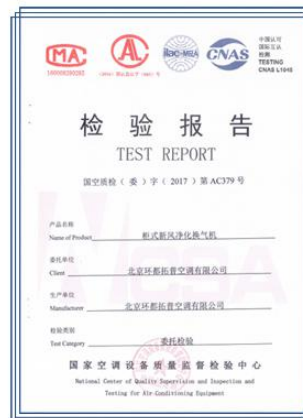 MA
AL
ilac-MRA
CNAS
中国认可
国际互认
检测
TESTING
CNAS L1045
检验报告
TEST REPORT
国空质检（委）字（2017）第AC379号
产品名称
Name of Product 柜式新风净化换气机
委托单位
Client 北京环都拓普空调有限公司
生产单位
Manufacturer 北京环都拓普空调有限公司
检验类别
Test Category 委托检验
国家空调设备质量监督检验中心
National Center of Quality Supervision and Inspection and
Testing for Air Conditioning Equipment